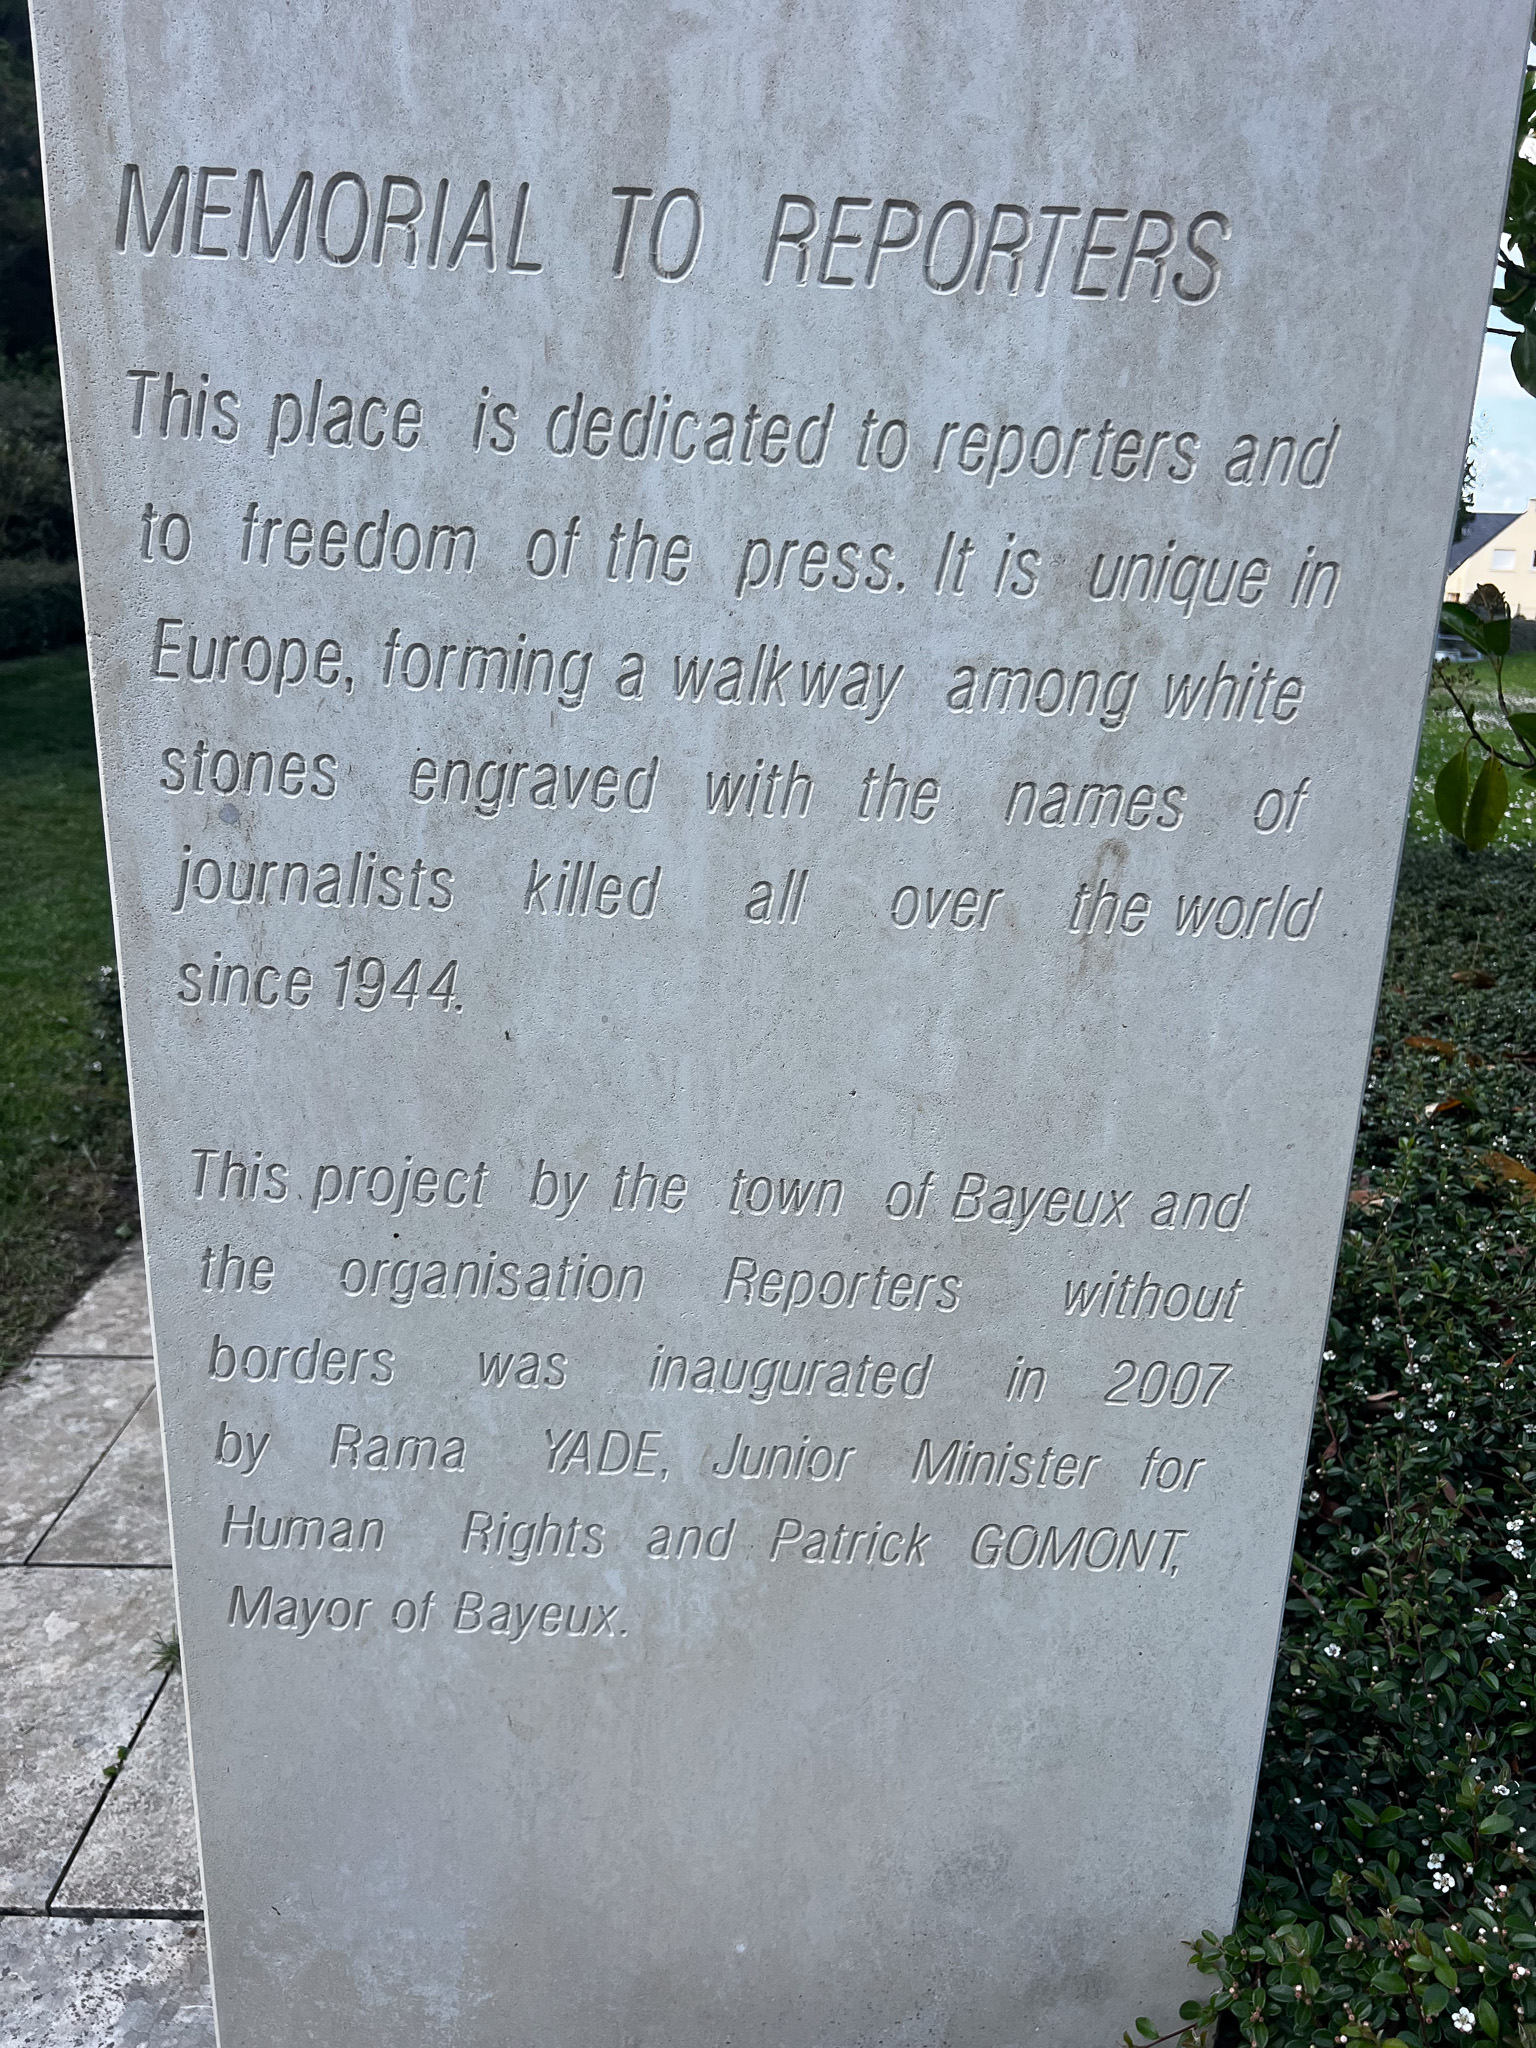 MEMORIAL TO REPORTERS
This place is dedicated to reporters and
to freedom of the press. It is unique in
Europe, forming a walkway among white
stones engraved with the names of
journalists killed all over the world
since 1944.
This project by the town of Bayeux and
the organisation Reporters without
borders was inaugurated in 2007
by Rama YADE, Junior Minister for
Human Rights and Patrick GOMONT,
Mayor of Bayeux.